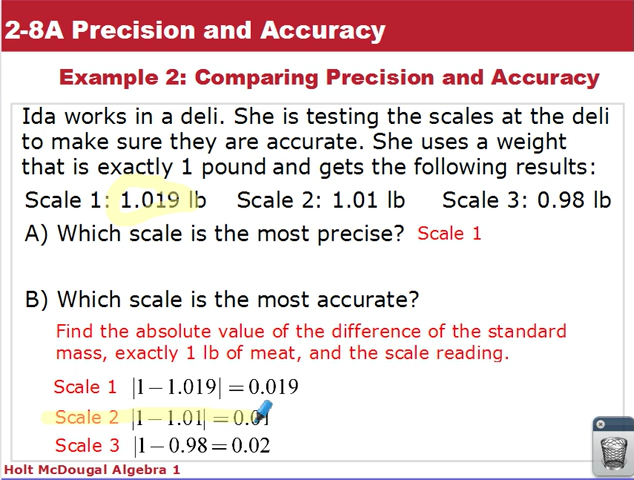 2-8A Precision and Accuracy
Example 2: Comparing Precision and Accuracy
Ida works in a deli. She is testing the scales at the deli
to make sure they are accurate. She uses a weight
that is exactly 1 pound and gets the following results:
Scale 1: 1.019 lb Scale 2: 1.01 lb Scale 3: 0.98 lb
A) Which scale is the most precise? Scale 1
B) Which scale is the most accurate?
Find the absolute value of the difference of the standard
mass, exactly 1 lb of meat, and the scale reading.
Scale 1 |1−1.019| = 0.019
Scale 2 |1−1.01| = 0.01
Scale 3 |1−0.98 = 0.02
Holt McDougal Algebra 1